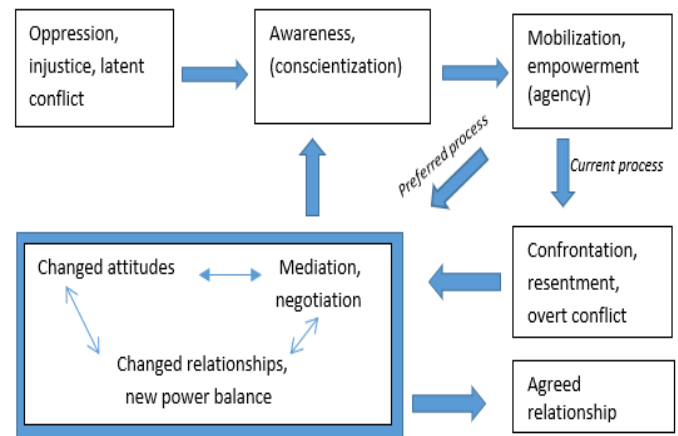 Oppression,
injustice, latent
conflict
Awareness,
(conscientization)
Mobilization,
empowerment
(agency)
Preferred process
Current process
Changed attitudes
Mediation,
negotiation
Changed relationships,
new power balance
Confrontation,
resentment,
overt conflict
Agreed
relationship